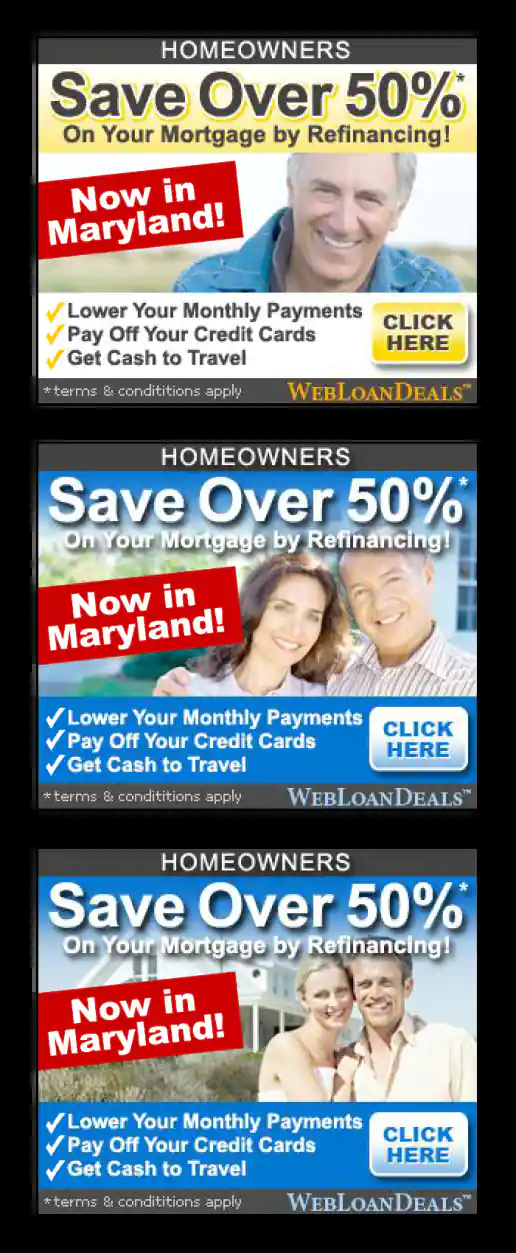 HOMEOWNERS
Save Over 50%*
On Your Mortgage by Refinancing!
Now in
Maryland!
✓Lower Your Monthly Payments
✓Pay Off Your Credit Cards
✓Get Cash to Travel
CLICK
HERE
*terms & condititions apply WEBLOANDEALS™
HOMEOWNERS
Save Over 50%*
On Your Mortgage by Refinancing!
Now in
Maryland!
✓Lower Your Monthly Payments
✓Pay Off Your Credit Cards
✓Get Cash to Travel
CLICK
HERE
*terms & condititions apply WEBLOANDEALS™
HOMEOWNERS
Save Over 50%*
On Your Mortgage by Refinancing!
Now in
Maryland!
✓Lower Your Monthly Payments
✓Pay Off Your Credit Cards
✓Get Cash to Travel
CLICK
HERE
*terms & condititions apply WEBLOANDEALS™